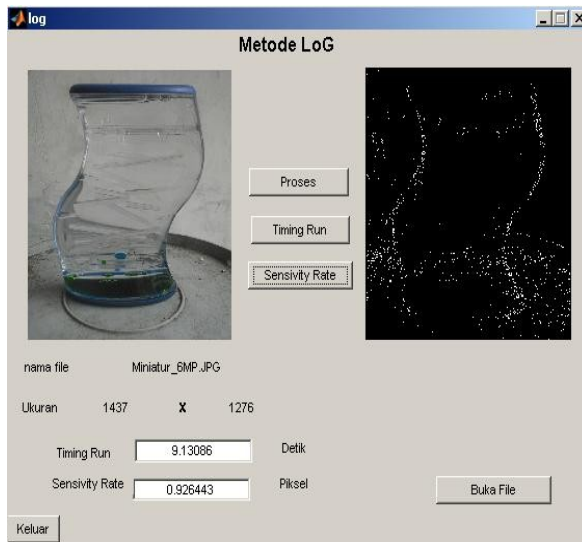 log
Metode LoG
Proses
Timing Run
Sensivity Rate
nama file Miniatur_6MP.JPG
Ukuran 1437 X 1276
Timing Run 9.13086 Detik
Sensivity Rate 0.926443 Piksel
Buka File
Keluar